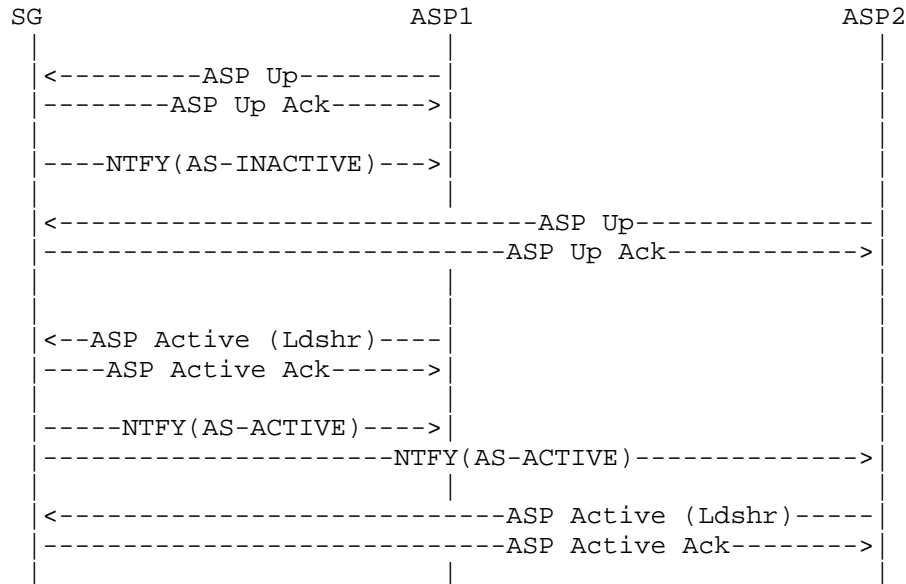 SG ASP1 ASP2
<---------ASP Up---------
--------ASP Up Ack------>
----NTFY(AS-INACTIVE)--->
<------------------------------ASP Up---------------
-----------------------------ASP Up Ack------------>
<--ASP Active (Ldshr)----
----ASP Active Ack------>
-----NTFY(AS-ACTIVE)---->
----------------------NTFY(AS-ACTIVE)-------------->
<----------------------------ASP Active (Ldshr)-----
-----------------------------ASP Active Ack-------->